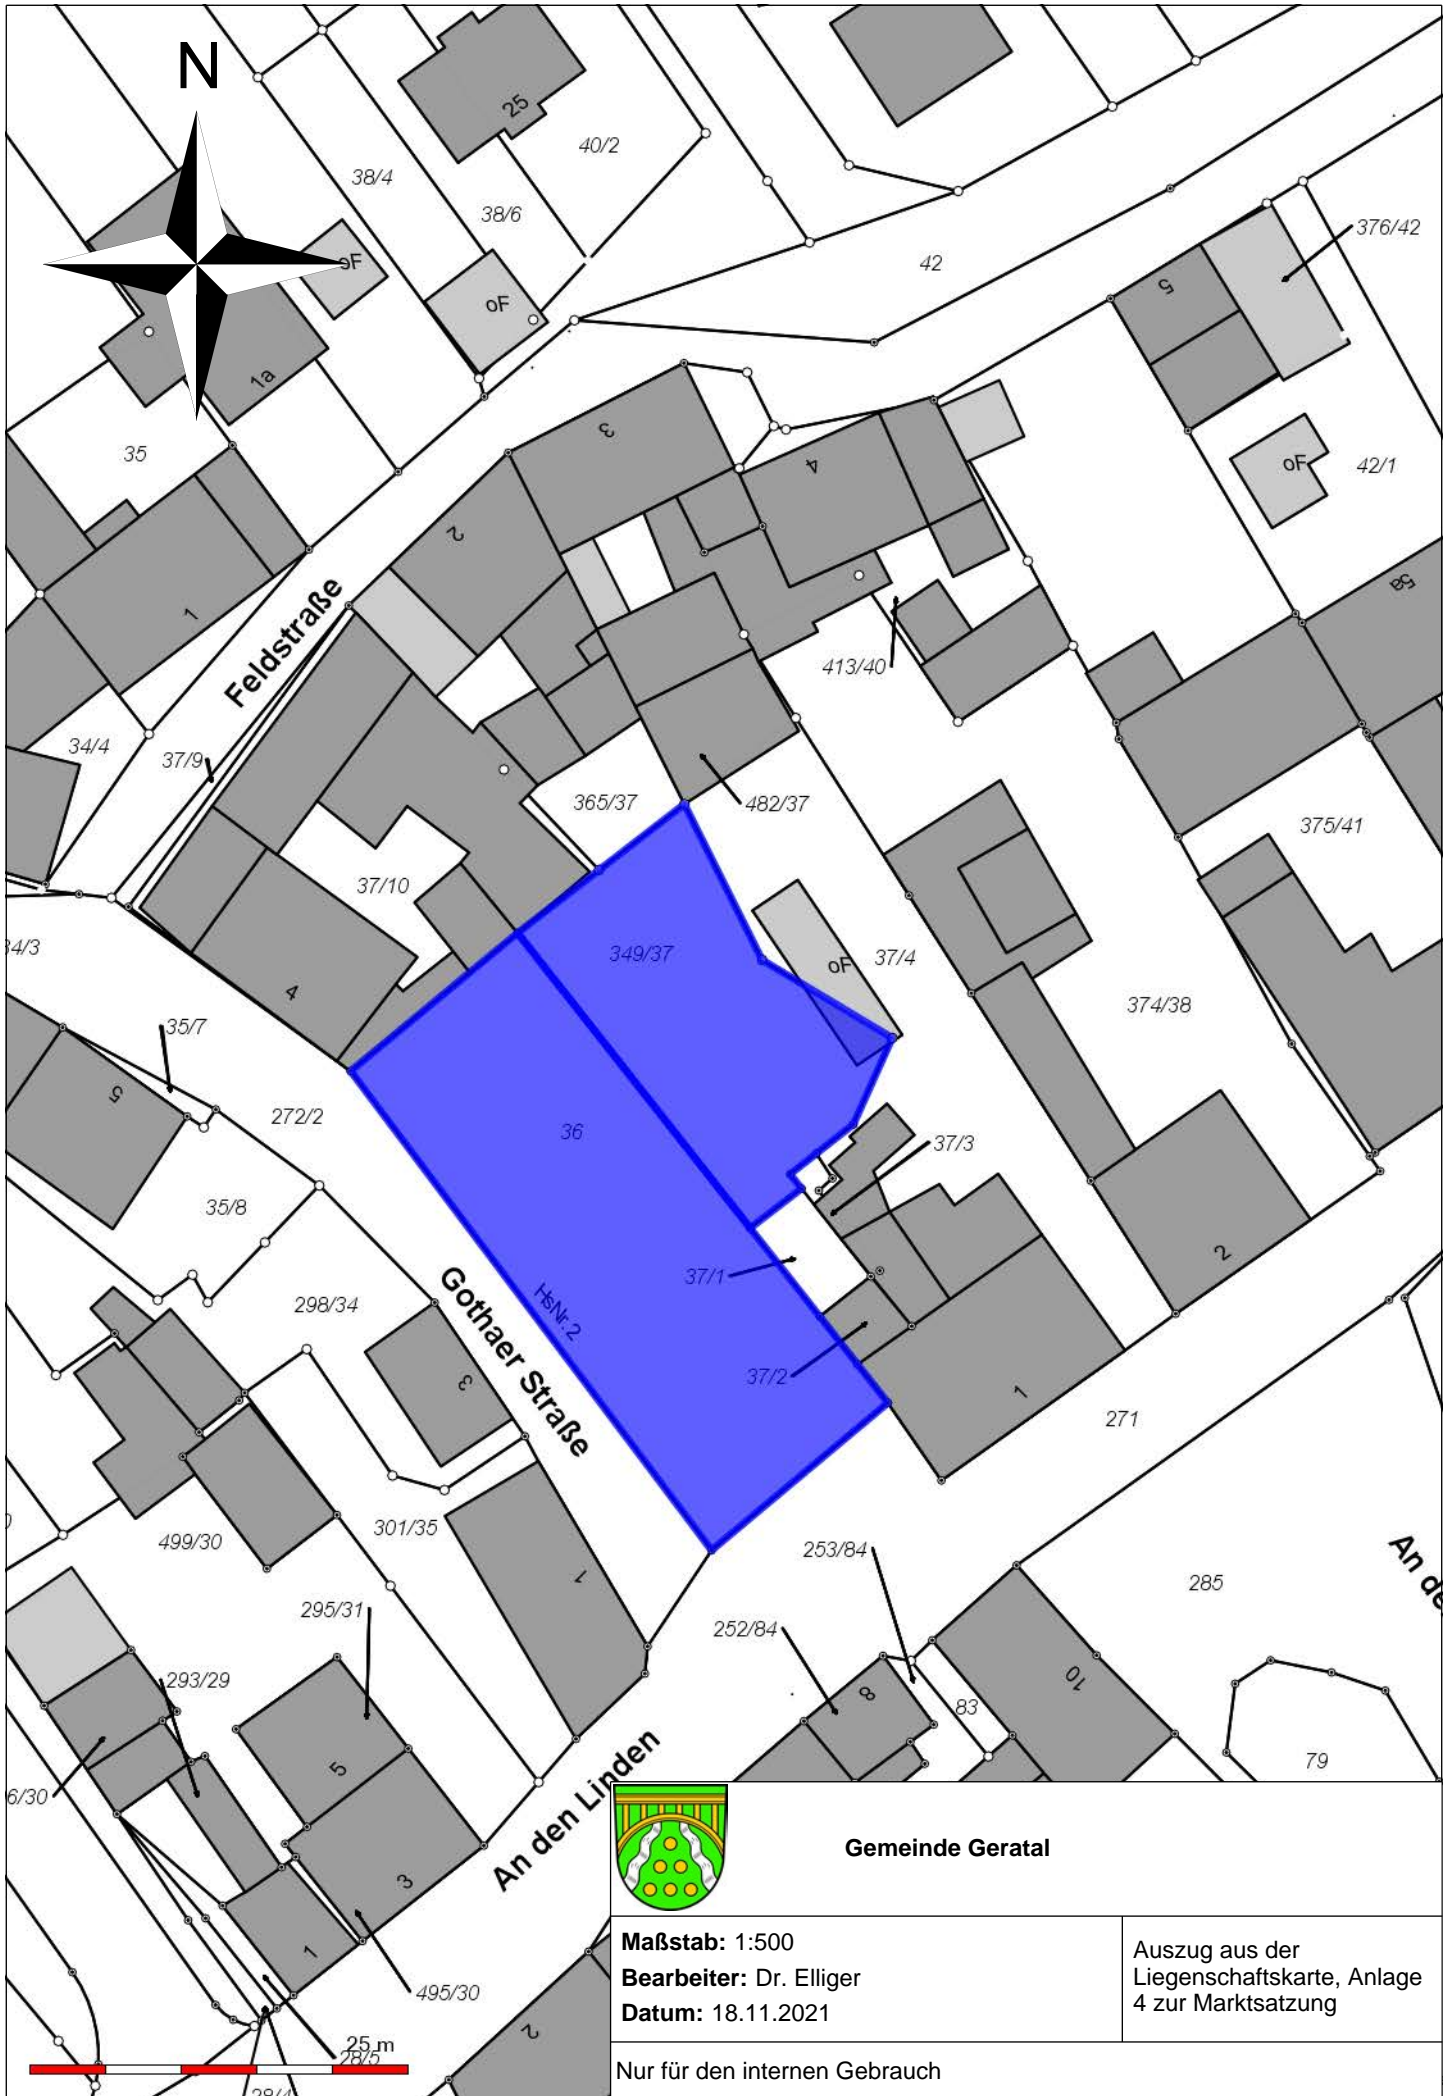 N
25
40/2
38/4
38/6
376/42
42
oF
oF
5
1a
35
3
4
oF
42/1
2
5a
1
Feldstraße
413/40
34/4
37/9
365/37
482/37
375/41
37/10
34/3
349/37
oF
37/4
4
374/38
35/7
5
272/2
36
37/3
35/8
2
37/1
298/34
HsNr. 2
Gothaer Straße
37/2
3
1
271
301/35
499/30
253/84
An de
285
1
295/31
252/84
293/29
8
10
83
79
5
6/30
An den Linden
3
Gemeinde Geratal
1
Maßstab: 1:500
Bearbeiter: Dr. Elliger
Datum: 18.11.2021
Auszug aus der
Liegenschaftskarte, Anlage
4 zur Marktsatzung
495/30
2
25 m
28/5
28/4
Nur für den internen Gebrauch